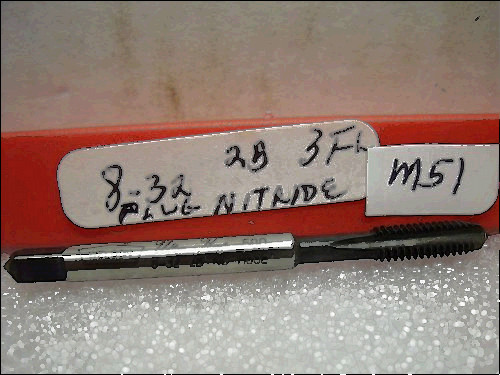 8-32 2B 3FL
PLUG NITRIDE
M51